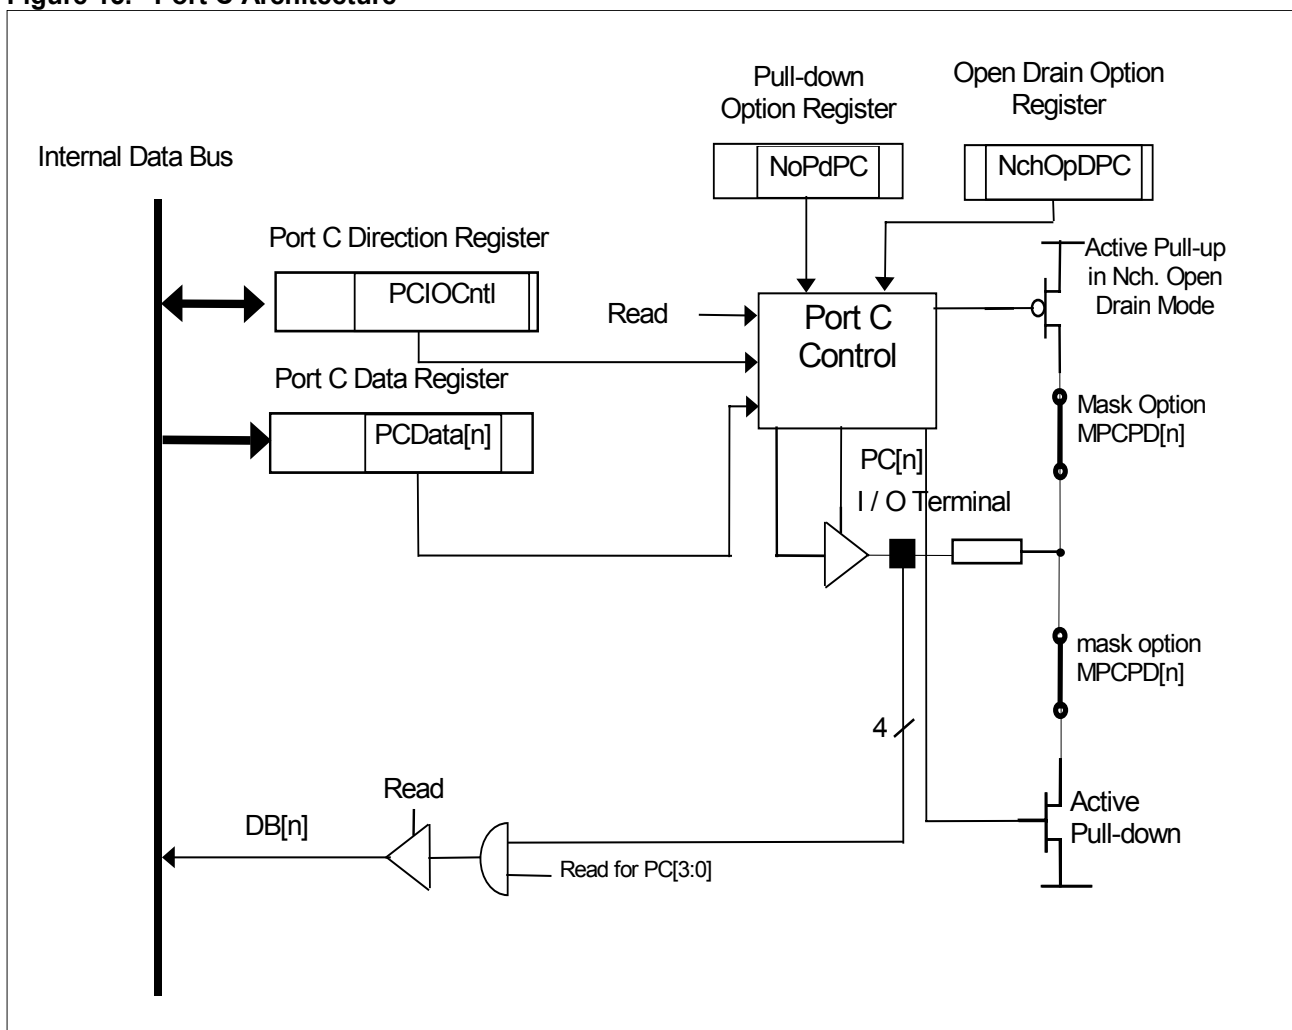 Figure Port C Architecture
Pull-down
Option Register
Open Drain Option
Register
NoPdPC
NchOpDPC
Internal Data Bus
Port C Direction Register
PCIOCntl
Read
Port C
Control
Active Pull-up
in Nch. Open
Drain Mode
Port C Data Register
PCData[n]
Mask Option
MPCPD[n]
PC[n]
I / O Terminal
mask option
MPCPD[n]
4
Read
DB[n]
Read for PC[3:0]
Active
Pull-down